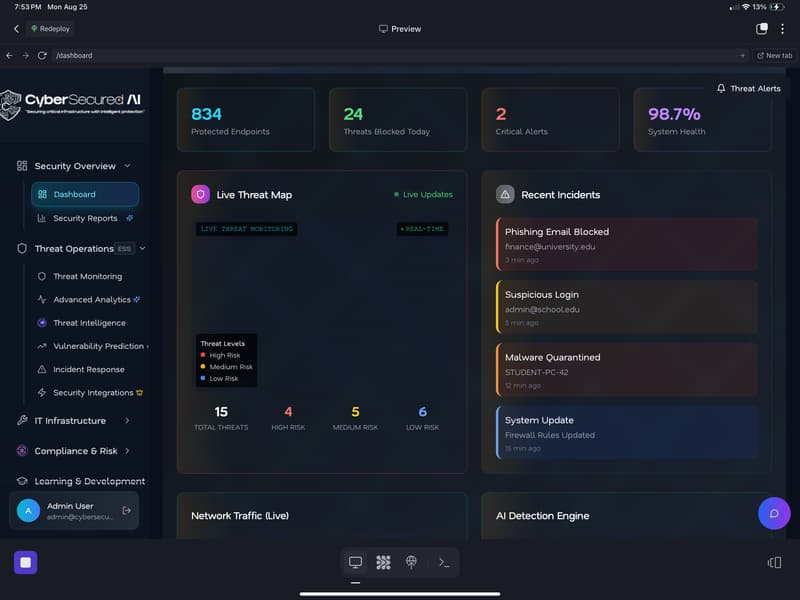 7:53 PM Mon Aug 25
13%
Redeploy
Preview
/dashboard
New tab
CyberSecured AI
"Securing critical infrastructure with intelligent protection"
Threat Alerts
834
Protected Endpoints
24
Threats Blocked Today
2
Critical Alerts
98.7%
System Health
Security Overview
Dashboard
Security Reports
Threat Operations ESS
Threat Monitoring
Advanced Analytics
Threat Intelligence
Vulnerability Prediction
Incident Response
Security Integrations
IT Infrastructure
Compliance & Risk
Learning & Development
A
Admin User
admin@cybersecu...
Live Threat Map
Live Updates
LIVE THREAT MONITORING
REAL-TIME
Threat Levels
High Risk
Medium Risk
Low Risk
15
TOTAL THREATS
4
HIGH RISK
5
MEDIUM RISK
6
LOW RISK
Recent Incidents
Phishing Email Blocked
finance@university.edu
3 min ago
Suspicious Login
admin@school.edu
5 min ago
Malware Quarantined
STUDENT-PC-42
12 min ago
System Update
Firewall Rules Updated
15 min ago
Network Traffic (Live)
AI Detection Engine